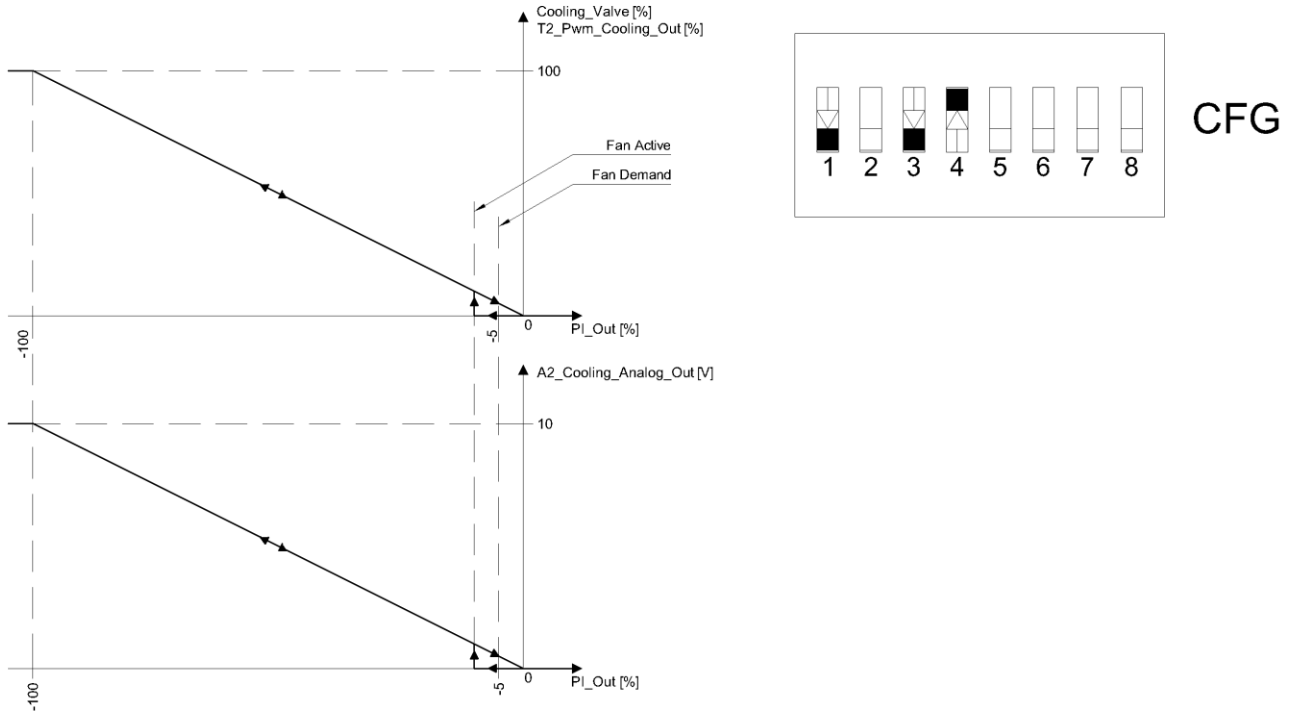 Cooling_Valve [%]
T2_Pwm_Cooling_Out [%]
100
Fan Active
Fan Demand
-100
-5
0
PI_Out [%]
A2_Cooling_Analog_Out [V]
10
-100
-5
0
PI_Out [%]
1 2 3 4 5 6 7 8
CFG